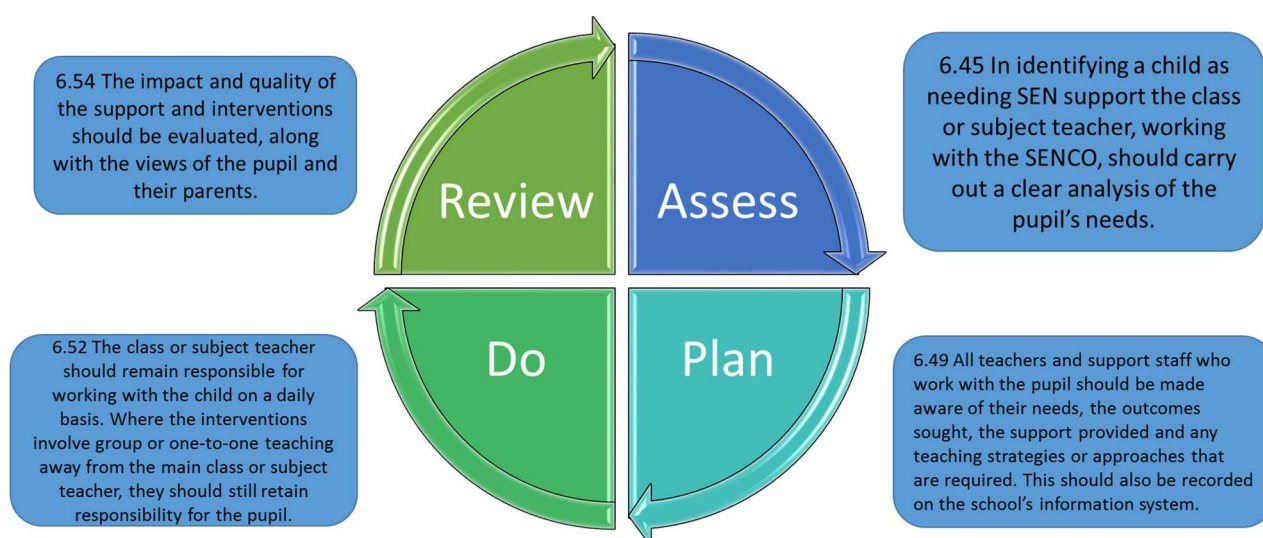 6.54 The impact and quality of
the support and interventions
should be evaluated, along
with the views of the pupil and
their parents.
Review
Assess
6.45 In identifying a child as
needing SEN support the class
or subject teacher, working
with the SENCO, should carry
out a clear analysis of the
pupil’s needs.
6.52 The class or subject teacher
should remain responsible for
working with the child on a daily
basis. Where the interventions
involve group or one-to-one teaching
away from the main class or subject
teacher, they should still retain
responsibility for the pupil.
Do
Plan
6.49 All teachers and support staff who
work with the pupil should be made
aware of their needs, the outcomes
sought, the support provided and any
teaching strategies or approaches that
are required. This should also be recorded
on the school’s information system.